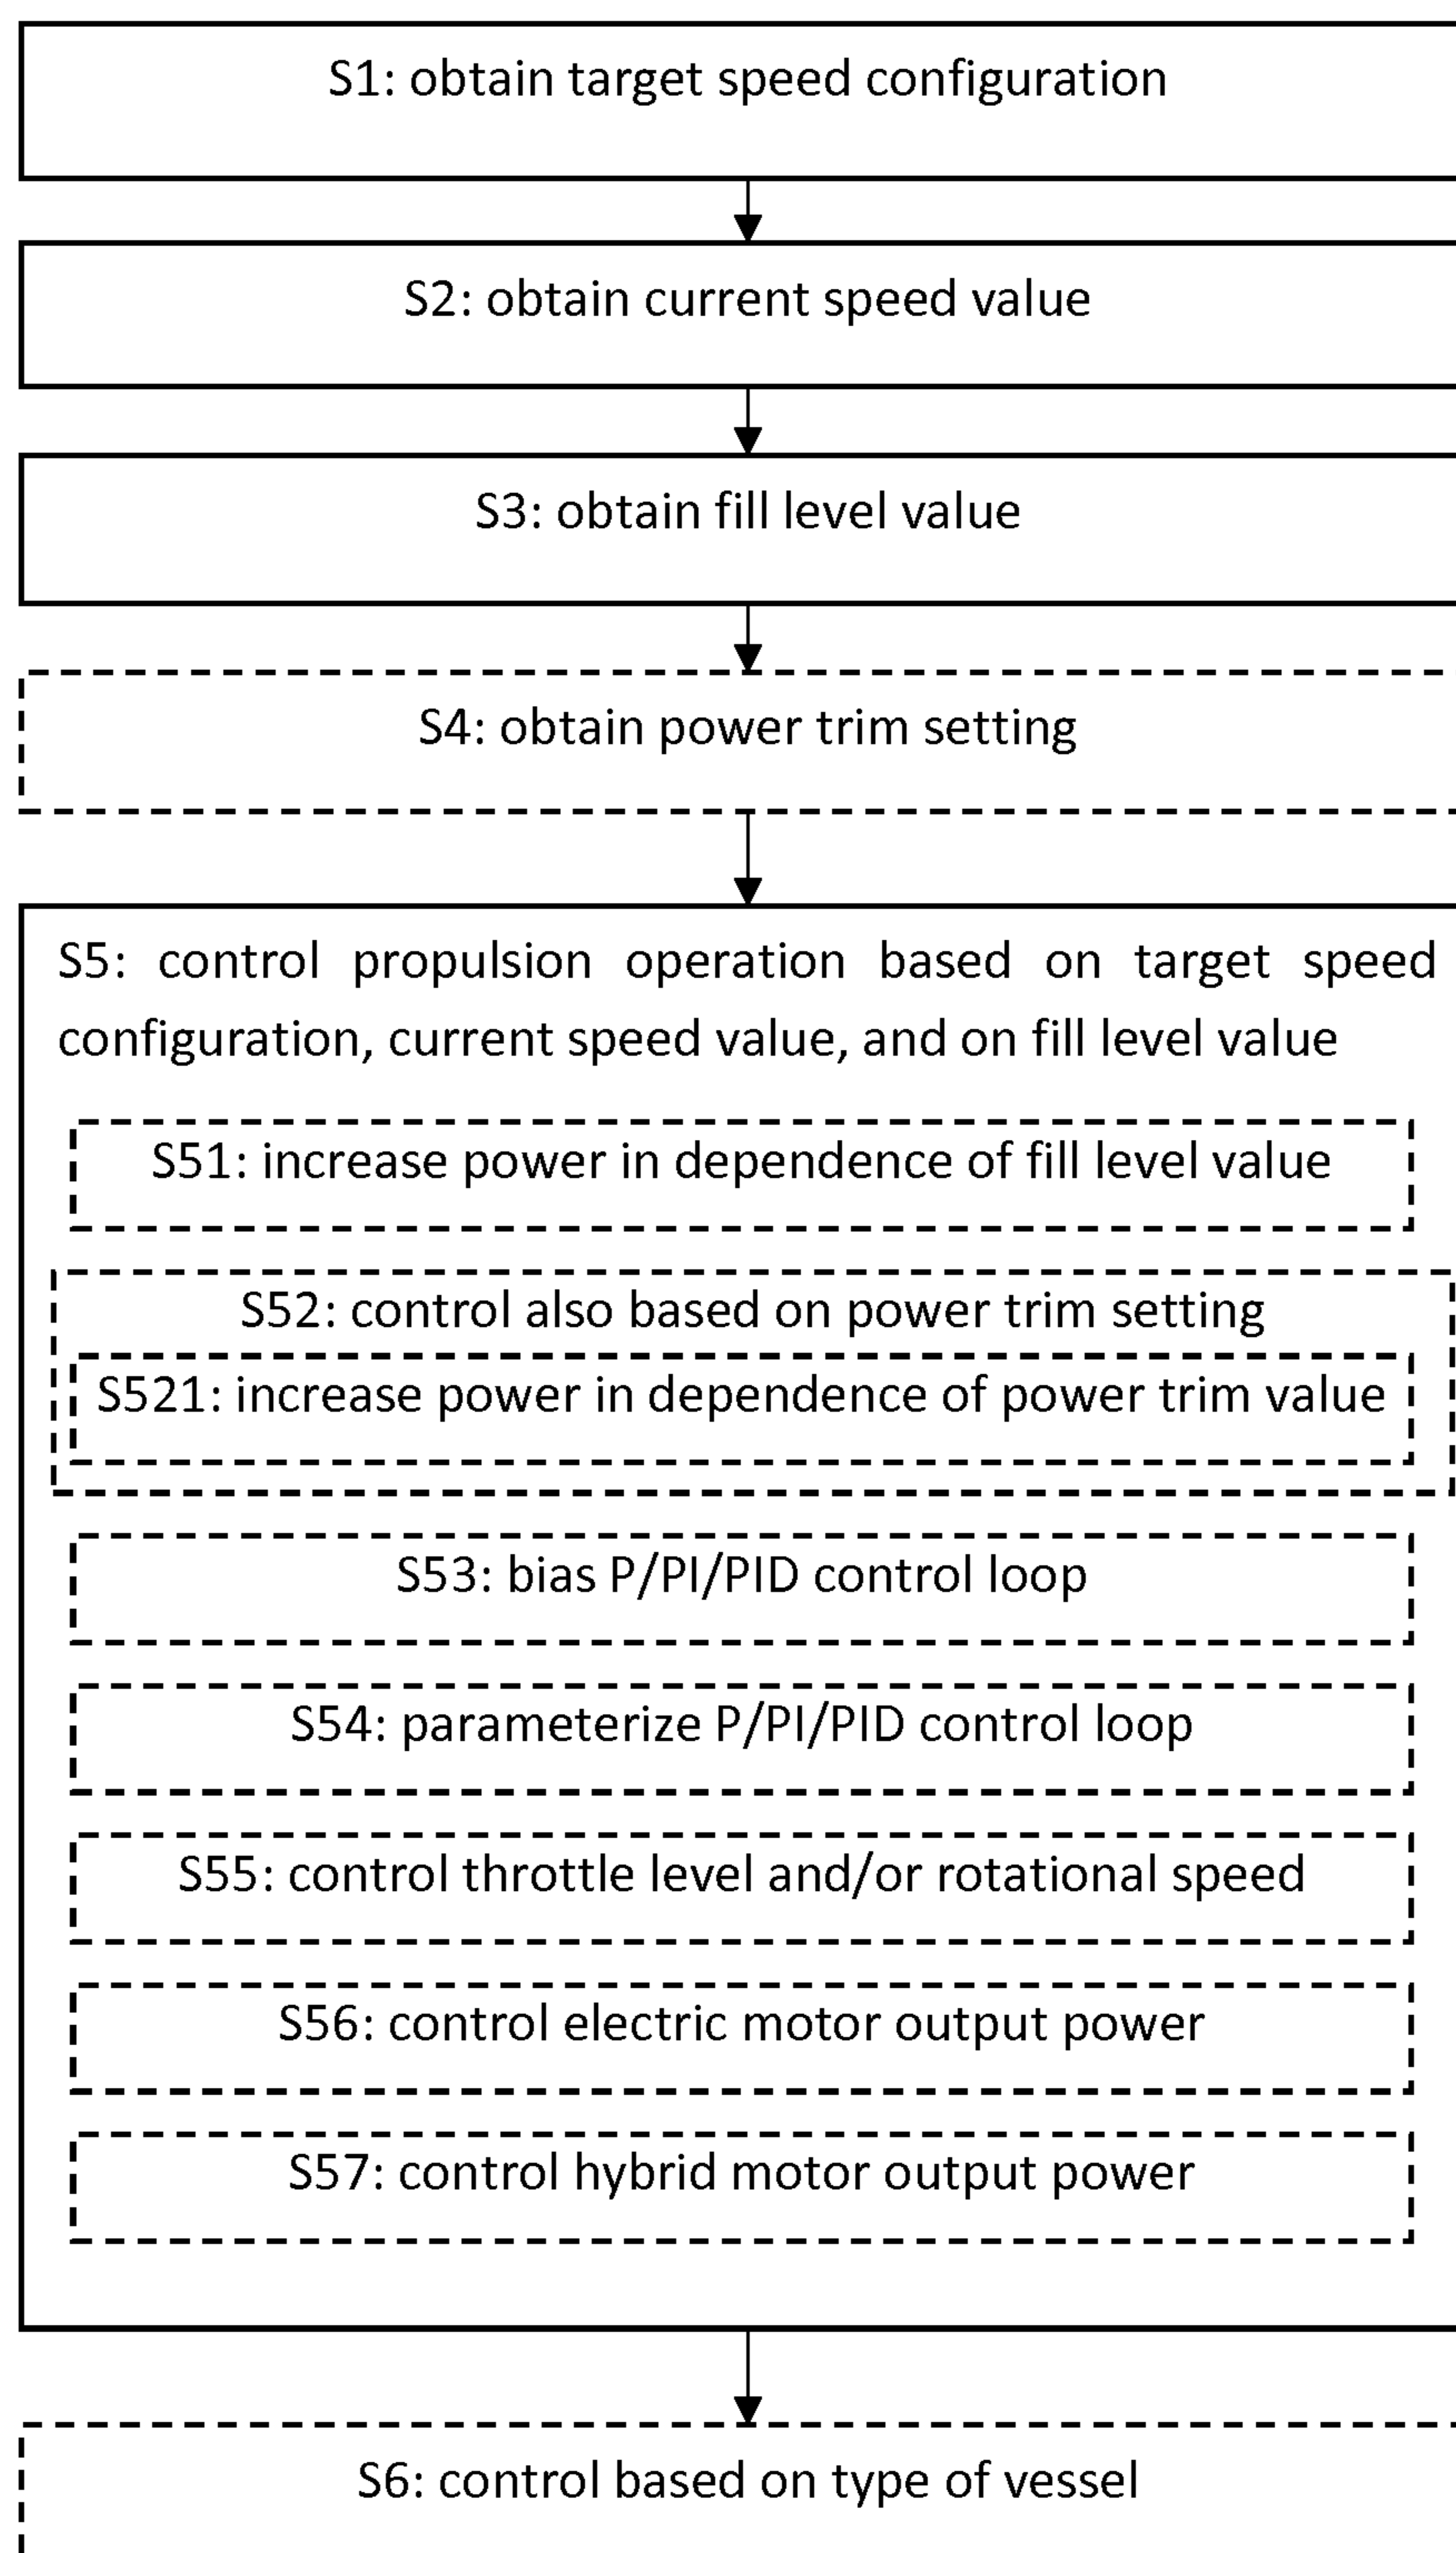 S1: obtain target speed configuration
S2: obtain current speed value
S3: obtain fill level value
S4: obtain power trim setting
S5: control propulsion operation based on target speed
configuration, current speed value, and on fill level value
S51: increase power in dependence of fill level value
S52: control also based on power trim setting
S521: increase power in dependence of power trim value
S53: bias P/PI/PID control loop
S54: parameterize P/PI/PID control loop
S55: control throttle level and/or rotational speed
S56: control electric motor output power
S57: control hybrid motor output power
S6: control based on type of vessel